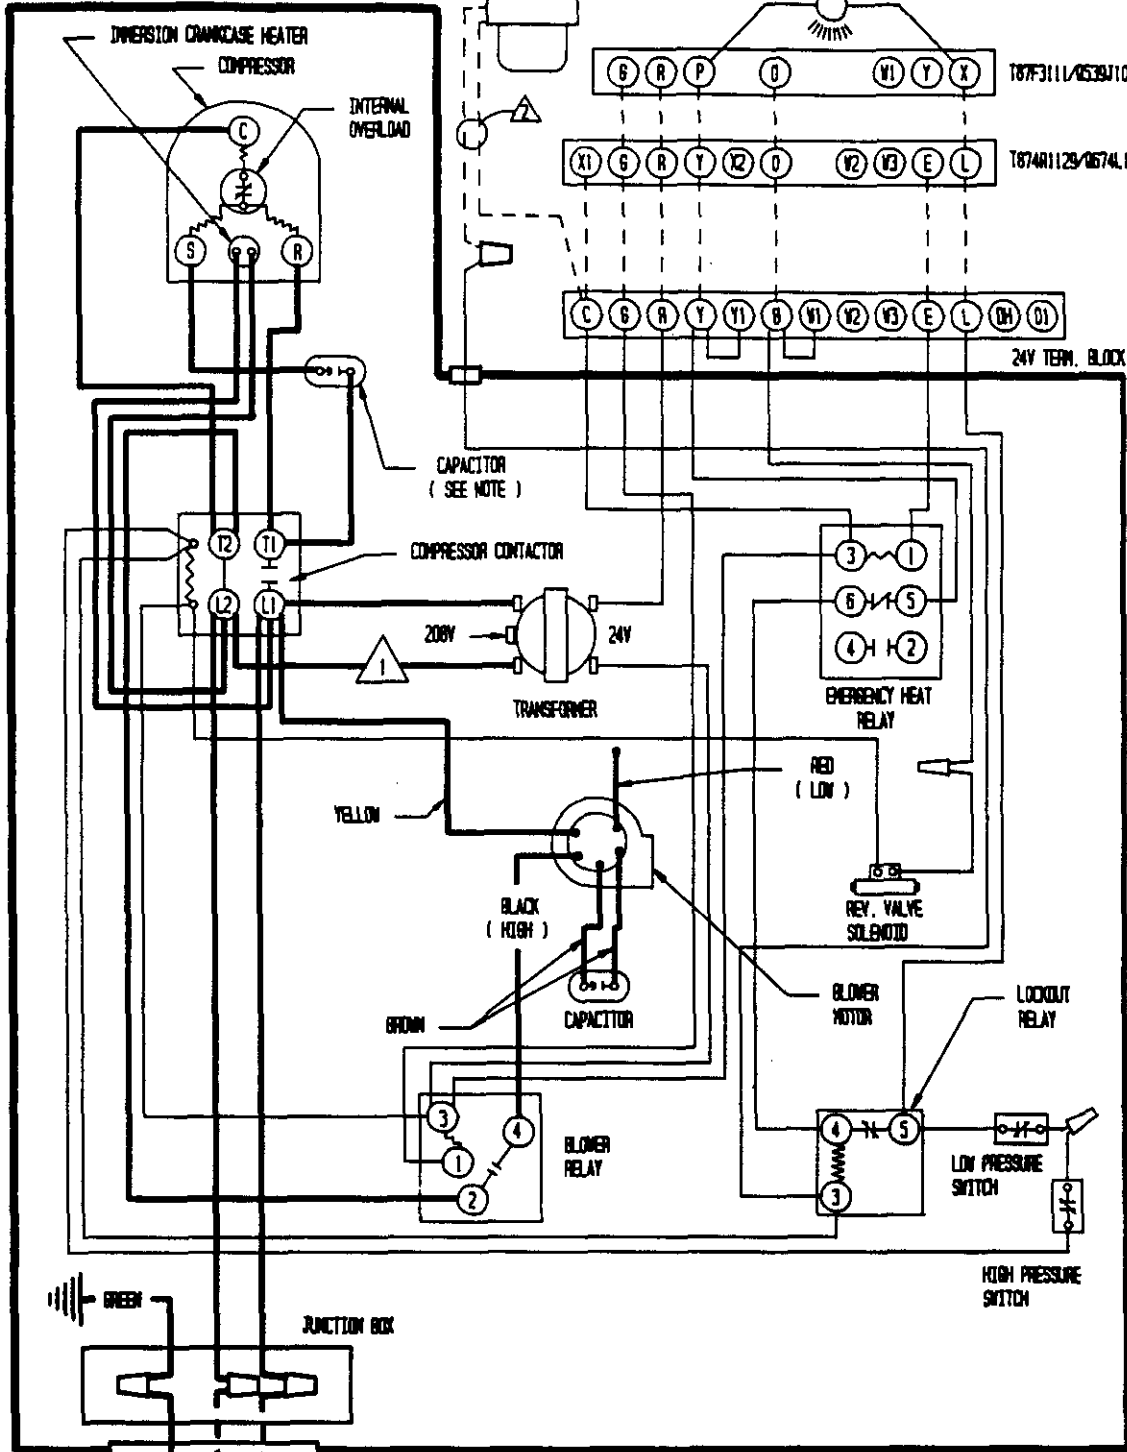 IMMERSION CRANKCASE HEATER
COMPRESSOR
INTERNAL
OVERLOAD
C
S
R
2
G R P O W1 Y X
X1 G R Y X2 O W2 W3 E L
C G R Y Y1 B W1 W2 W3 E L DH D1
24V TERM. BLOCK
CAPACITOR
( SEE NOTE )
COMPRESSOR CONTACTOR
T2 T1
L2 L1
208V
24V
1
TRANSFORMER
3 1
6 5
4 2
EMERGENCY HEAT
RELAY
RED
( LOW )
YELLOW
BLACK
( HIGH )
REV. VALVE
SOLENOID
BROWN
CAPACITOR
BLOWER
MOTOR
LOCKOUT
RELAY
3
4
1
2
BLOWER
RELAY
4 5
3
LOW PRESSURE
SWITCH
HIGH PRESSURE
SWITCH
GREEN
JUNCTION BOX